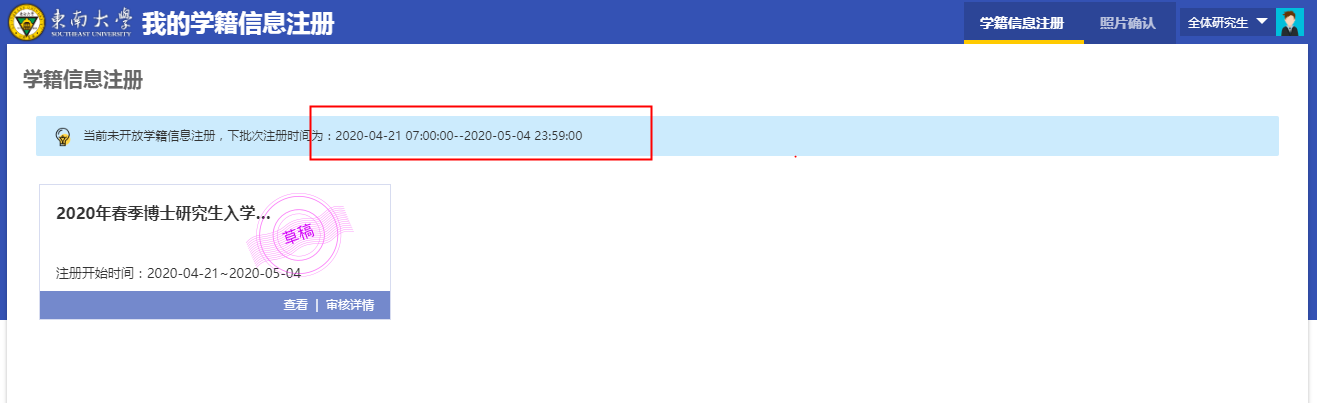 東南大學
SOUTHEAST UNIVERSITY
我的学籍信息注册
学籍信息注册
照片确认
全体研究生
学籍信息注册
当前未开放学籍信息注册，下批次注册时间为：2020-04-21 07:00:00--2020-05-04 23:59:00
2020年春季博士研究生入学...
草稿
注册开始时间：2020-04-21~2020-05-04
查看 | 审核详情